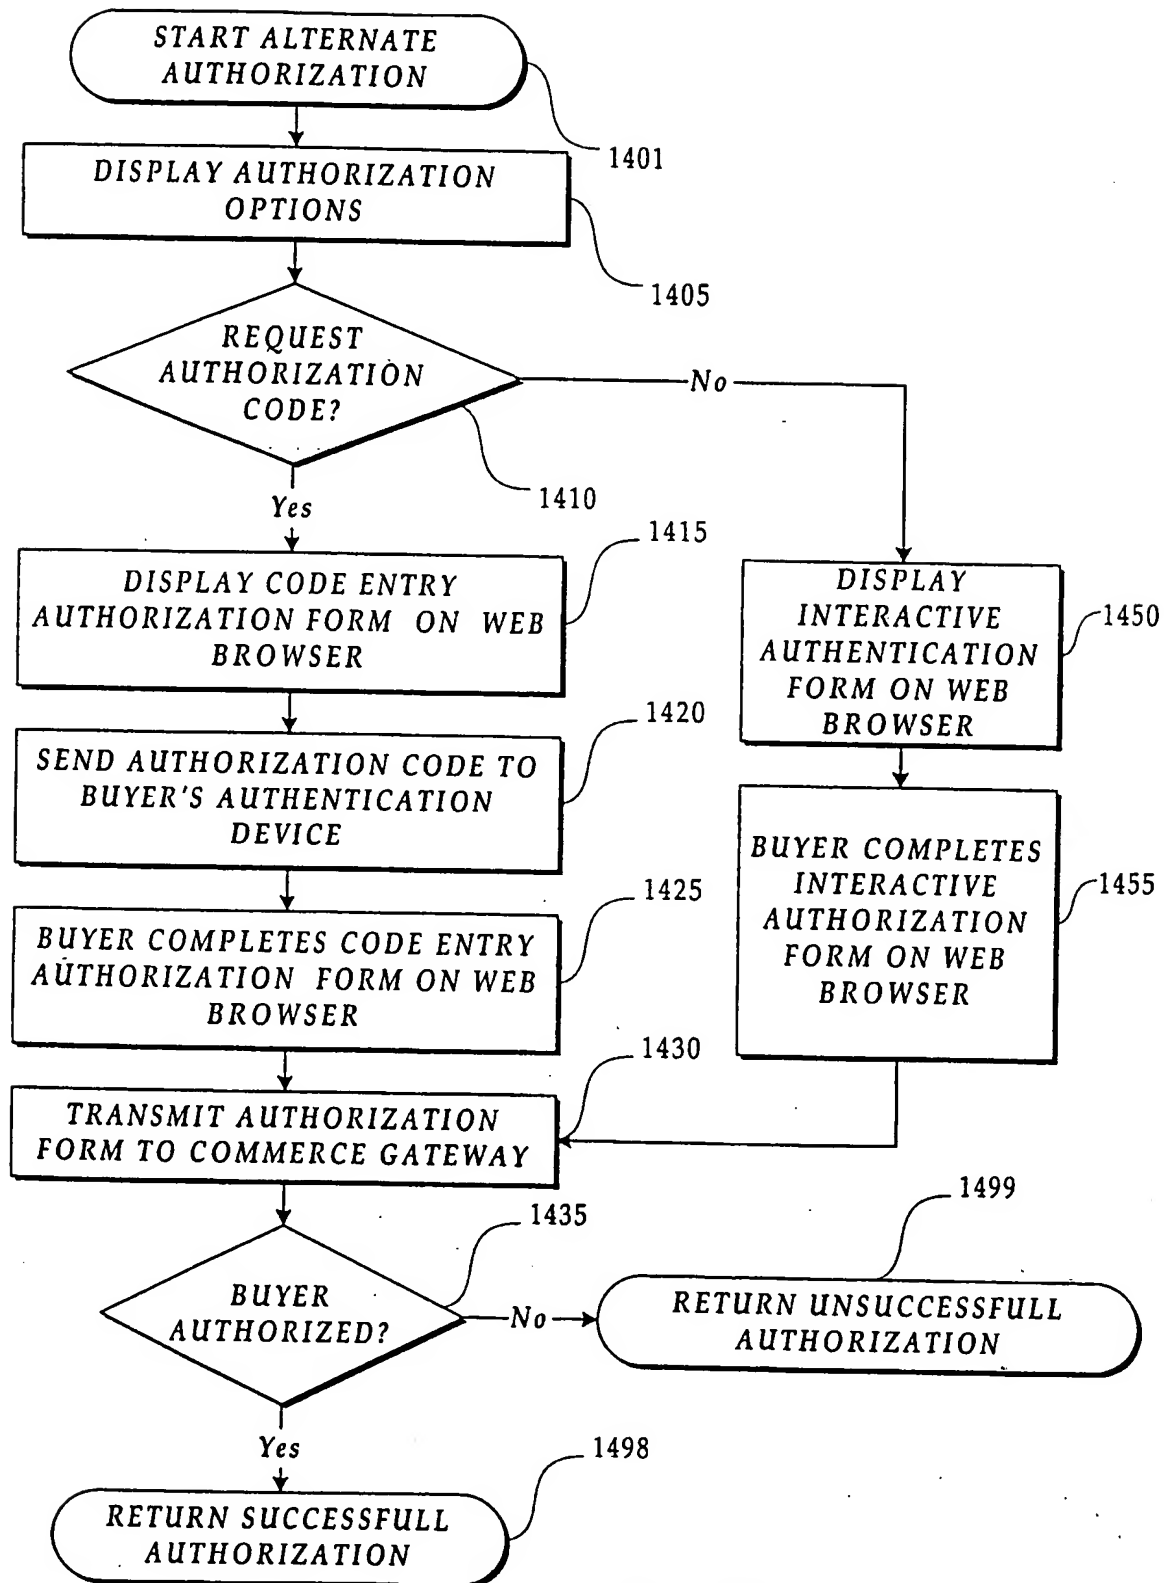 START ALTERNATE
AUTHORIZATION
1401
DISPLAY AUTHORIZATION
OPTIONS
1405
REQUEST
AUTHORIZATION
CODE?
No
1410
Yes
1415
DISPLAY CODE ENTRY
AUTHORIZATION FORM ON WEB
BROWSER
DISPLAY
INTERACTIVE
AUTHENTICATION
FORM ON WEB
BROWSER
1450
1420
SEND AUTHORIZATION CODE TO
BUYER'S AUTHENTICATION
DEVICE
BUYER COMPLETES
INTERACTIVE
AUTHORIZATION
FORM ON WEB
BROWSER
1455
1425
BUYER COMPLETES CODE ENTRY
AUTHORIZATION FORM ON WEB
BROWSER
1430
TRANSMIT AUTHORIZATION
FORM TO COMMERCE GATEWAY
1435
BUYER
AUTHORIZED?
No
1499
RETURN UNSUCCESSFULL
AUTHORIZATION
Yes
1498
RETURN SUCCESSFULL
AUTHORIZATION